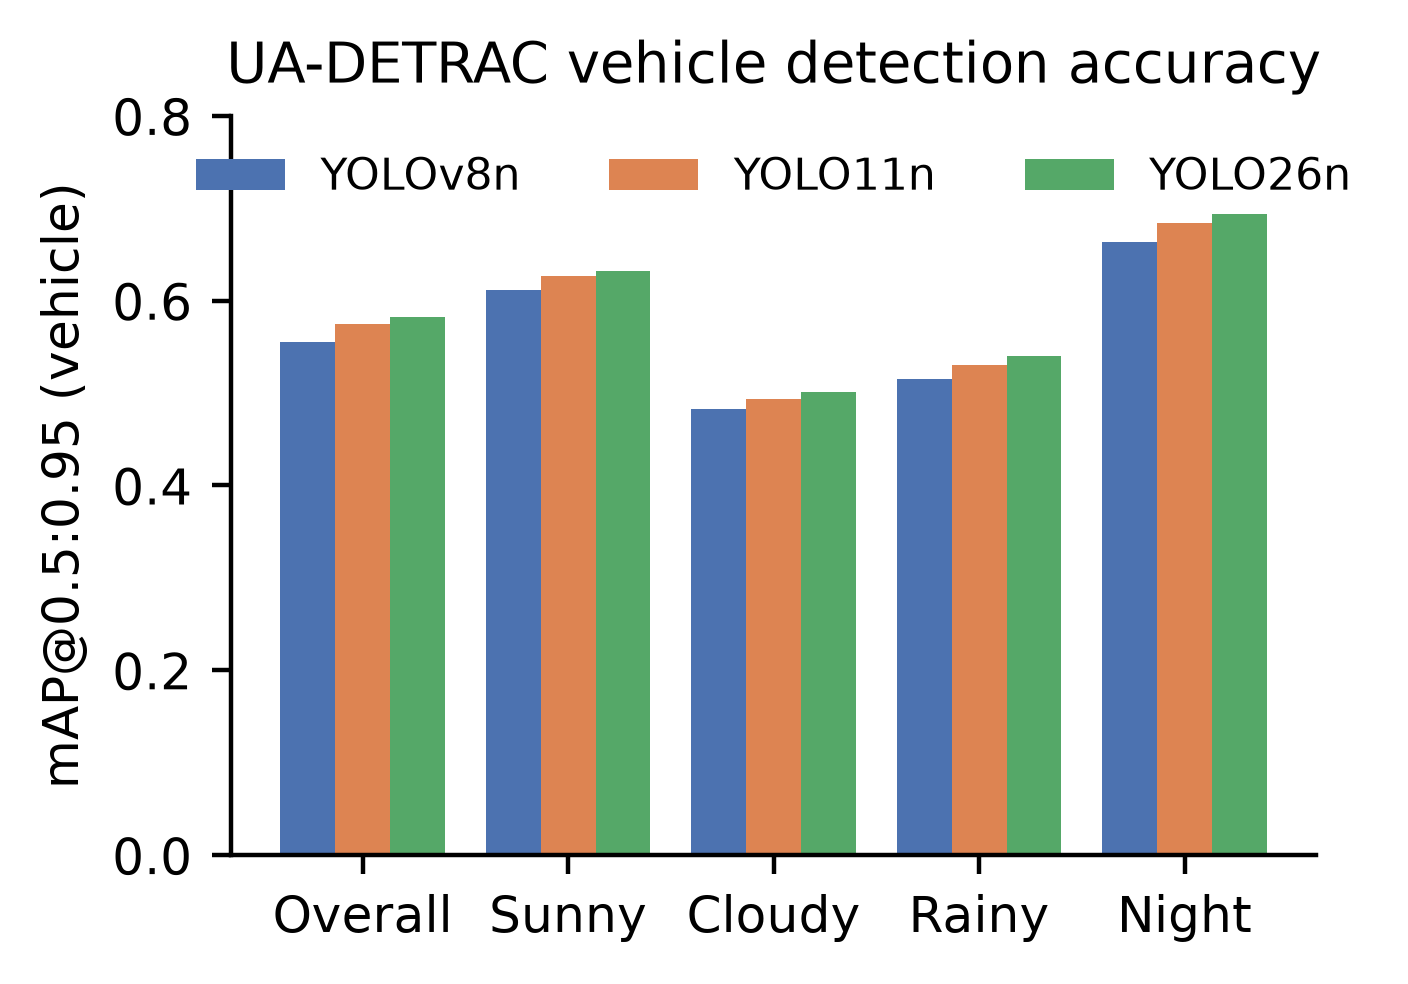 UA-DETRAC vehicle detection accuracy
YOLOv8n YOLO11n YOLO26n
mAP@0.5:0.95 (vehicle)
0.8
0.6
0.4
0.2
0.0
Overall Sunny Cloudy Rainy Night